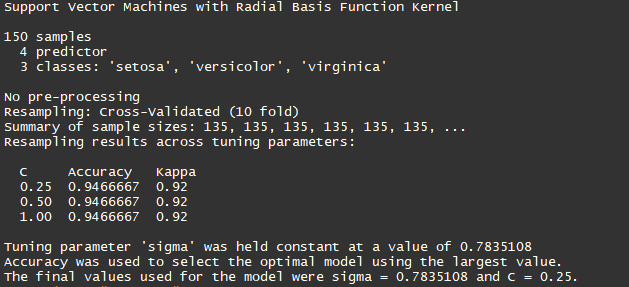 Support Vector Machines with Radial Basis Function Kernel
150 samples
4 predictor
3 classes: 'setosa', 'versicolor', 'virginica'
No pre-processing
Resampling: Cross-Validated (10 fold)
Summary of sample sizes: 135, 135, 135, 135, 135, 135, ...
Resampling results across tuning parameters:
C Accuracy Kappa
0.25 0.9466667 0.92
0.50 0.9466667 0.92
1.00 0.9466667 0.92
Tuning parameter 'sigma' was held constant at a value of 0.7835108
Accuracy was used to select the optimal model using the largest value.
The final values used for the model were sigma = 0.7835108 and C = 0.25.